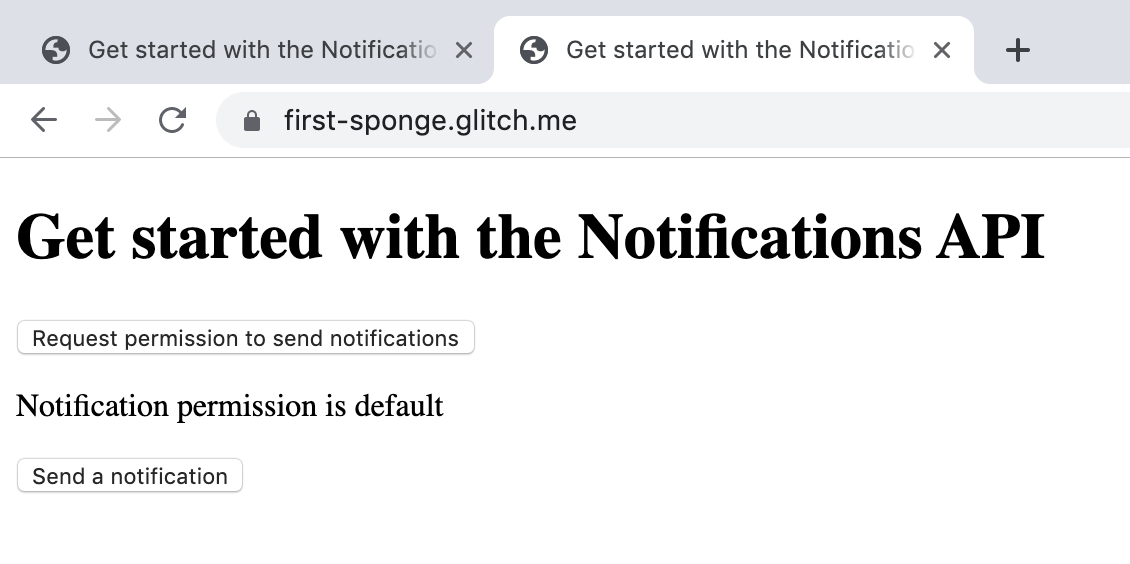 Get started with the Notificatio
Get started with the Notificatio
first-sponge.glitch.me
Get started with the Notifications API
Request permission to send notifications
Notification permission is default
Send a notification